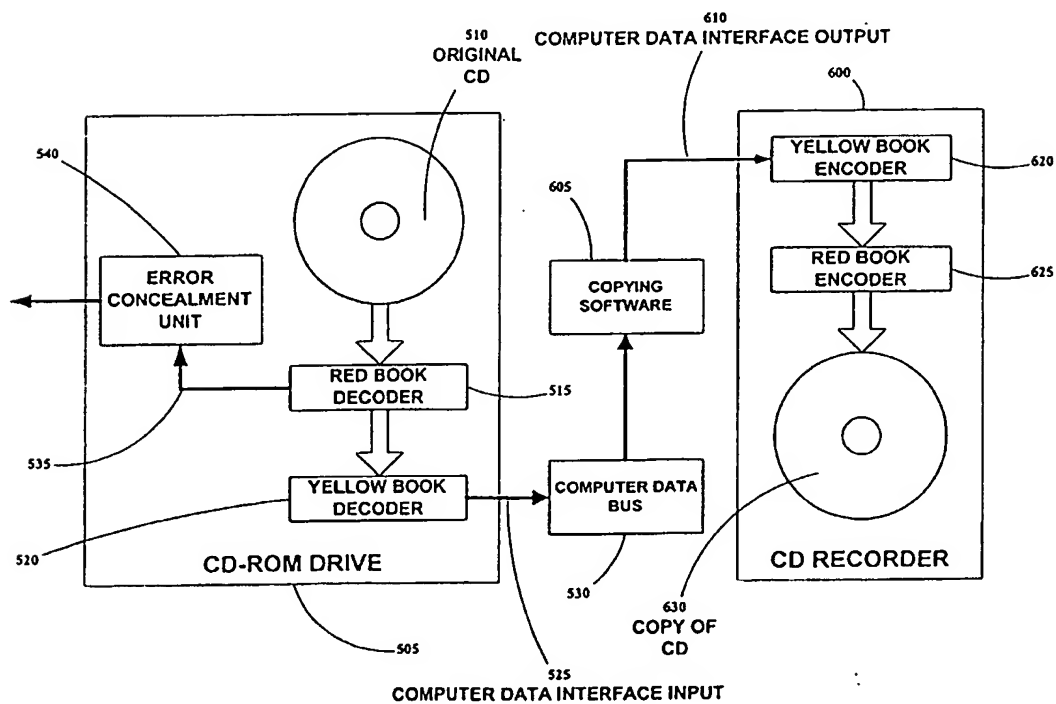 610
COMPUTER DATA INTERFACE OUTPUT
510
ORIGINAL
CD
600
540
YELLOW BOOK
ENCODER
620
605
ERROR
CONCEALMENT
UNIT
COPYING
SOFTWARE
RED BOOK
ENCODER
625
RED BOOK
DECODER
515
535
YELLOW BOOK
DECODER
COMPUTER DATA
BUS
520
CD-ROM DRIVE
CD RECORDER
530
630
COPY OF
CD
505
525
COMPUTER DATA INTERFACE INPUT